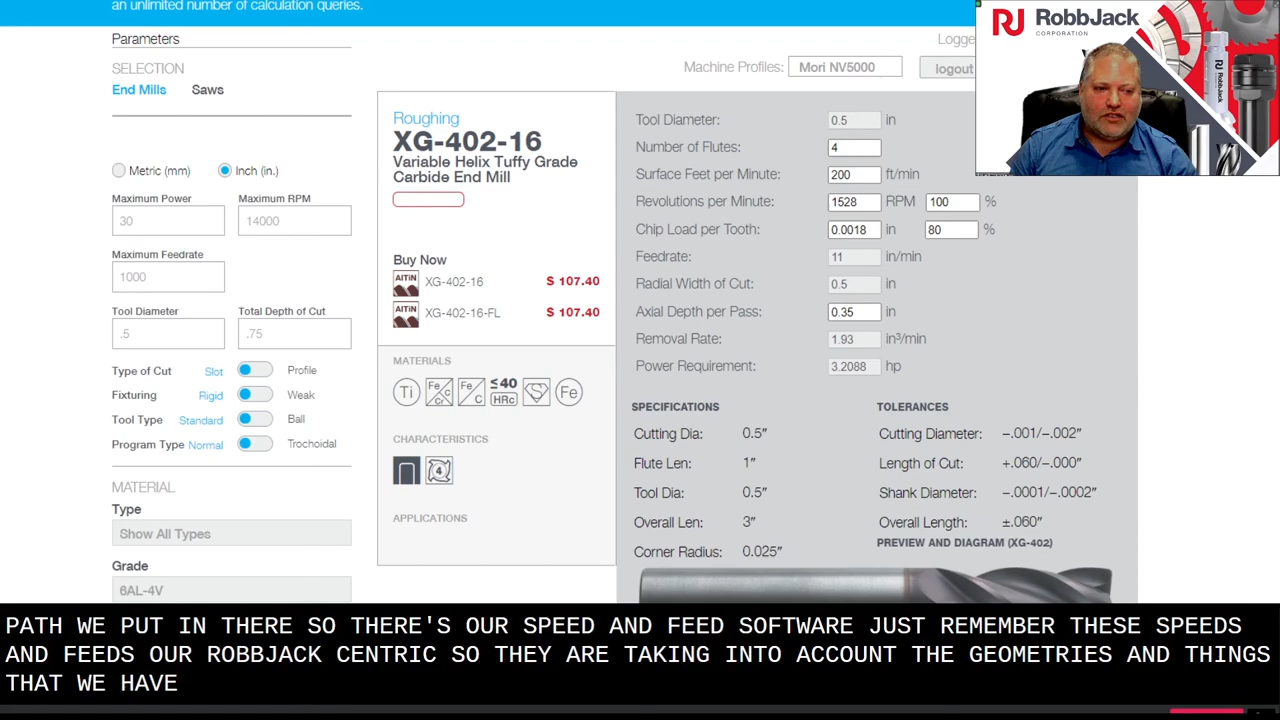 an unlimited number of calculation queries.
Parameters
SELECTION
End Mills Saws
Metric (mm) Inch (in.)
Maximum Power Maximum RPM
30 14000
Maximum Feedrate
1000
Tool Diameter Total Depth of Cut
.5 .75
Type of Cut Slot Profile
Fixturing Rigid Weak
Tool Type Standard Ball
Program Type Normal Trochoidal
MATERIAL
Type
Show All Types
Grade
6AL-4V
Machine Profiles: Mori NV5000 logout
Roughing
XG-402-16
Variable Helix Tuffy Grade
Carbide End Mill
Buy Now
AlTiN XG-402-16 $ 107.40
AlTiN XG-402-16-FL $ 107.40
MATERIALS
Ti Fe Cr C Fe C ≤40 HRc S Fe
CHARACTERISTICS
4
APPLICATIONS
Tool Diameter: 0.5 in
Number of Flutes: 4
Surface Feet per Minute: 200 ft/min
Revolutions per Minute: 1528 RPM 100 %
Chip Load per Tooth: 0.0018 in 80 %
Feedrate: 11 in/min
Radial Width of Cut: 0.5 in
Axial Depth per Pass: 0.35 in
Removal Rate: 1.93 in³/min
Power Requirement: 3.2088 hp
SPECIFICATIONS
Cutting Dia: 0.5″
Flute Len: 1″
Tool Dia: 0.5″
Overall Len: 3″
Corner Radius: 0.025″
TOLERANCES
Cutting Diameter: –.001/–.002″
Length of Cut: +.060/–.000″
Shank Diameter: –.0001/–.0002″
Overall Length: ±.060″
PREVIEW AND DIAGRAM (XG-402)
RJ RobbJack
CORPORATION
RJ RobbJack
PATH WE PUT IN THERE SO THERE'S OUR SPEED AND FEED SOFTWARE JUST REMEMBER THESE SPEEDS
AND FEEDS OUR ROBBJACK CENTRIC SO THEY ARE TAKING INTO ACCOUNT THE GEOMETRIES AND THINGS
THAT WE HAVE